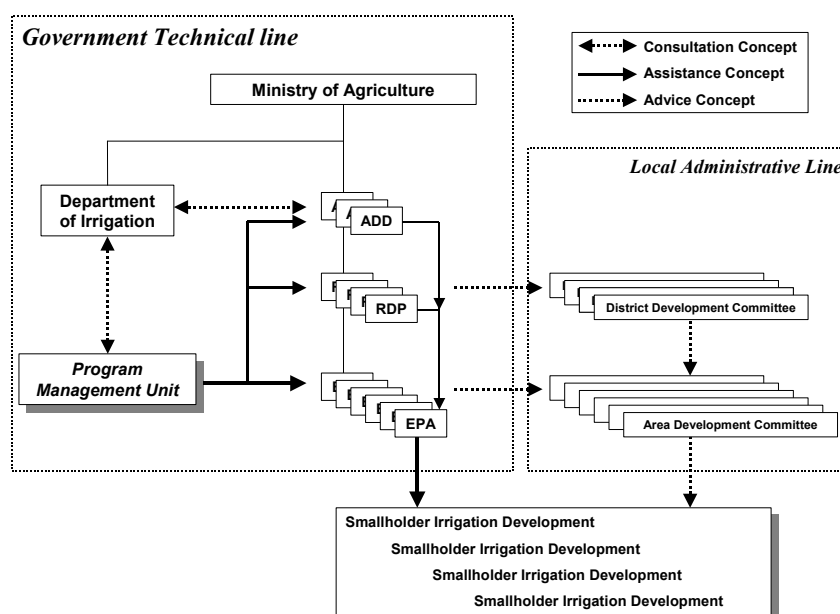 Government Technical line
Consultation Concept
Assistance Concept
Advice Concept
Ministry of Agriculture
Local Administrative Line
Department
of Irrigation
A
A
ADD
R
R
R
RDP
District Development Committee
Program
Management Unit
E
E
E
E
E
EPA
Area Development Committee
Smallholder Irrigation Development
Smallholder Irrigation Development
Smallholder Irrigation Development
Smallholder Irrigation Development